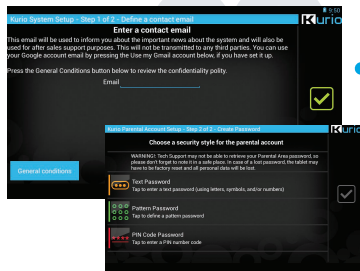 9:50
Kurio System Setup - Step 1 of 2 - Define a contact email
Kurio
Enter a contact email
This email will be used to inform you about the important news about the system and will also be
used for after sales support purposes. This will not be transmitted to any third parties. You can use
your Google account email by pressing the Use my Gmail account below, if you have set it up.
Press the General Conditions button below to review the confidentiality polity.
Email
General conditions
Kurio Parental Account Setup - Step 2 of 2 - Create Password
Kurio
Choose a security style for the parental account
WARNING! Tech Support may not be able to retrieve your Parental Area password, so
please don't forget to note it in a safe place. In case of a lost password, the tablet may
have to be factory reset and all personal data will be lost.
Text Password
Tap to enter a text password (using letters, symbols, and/or numbers)
Pattern Password
Tap to define a pattern password
PIN Code Password
Tap to enter a PIN number code